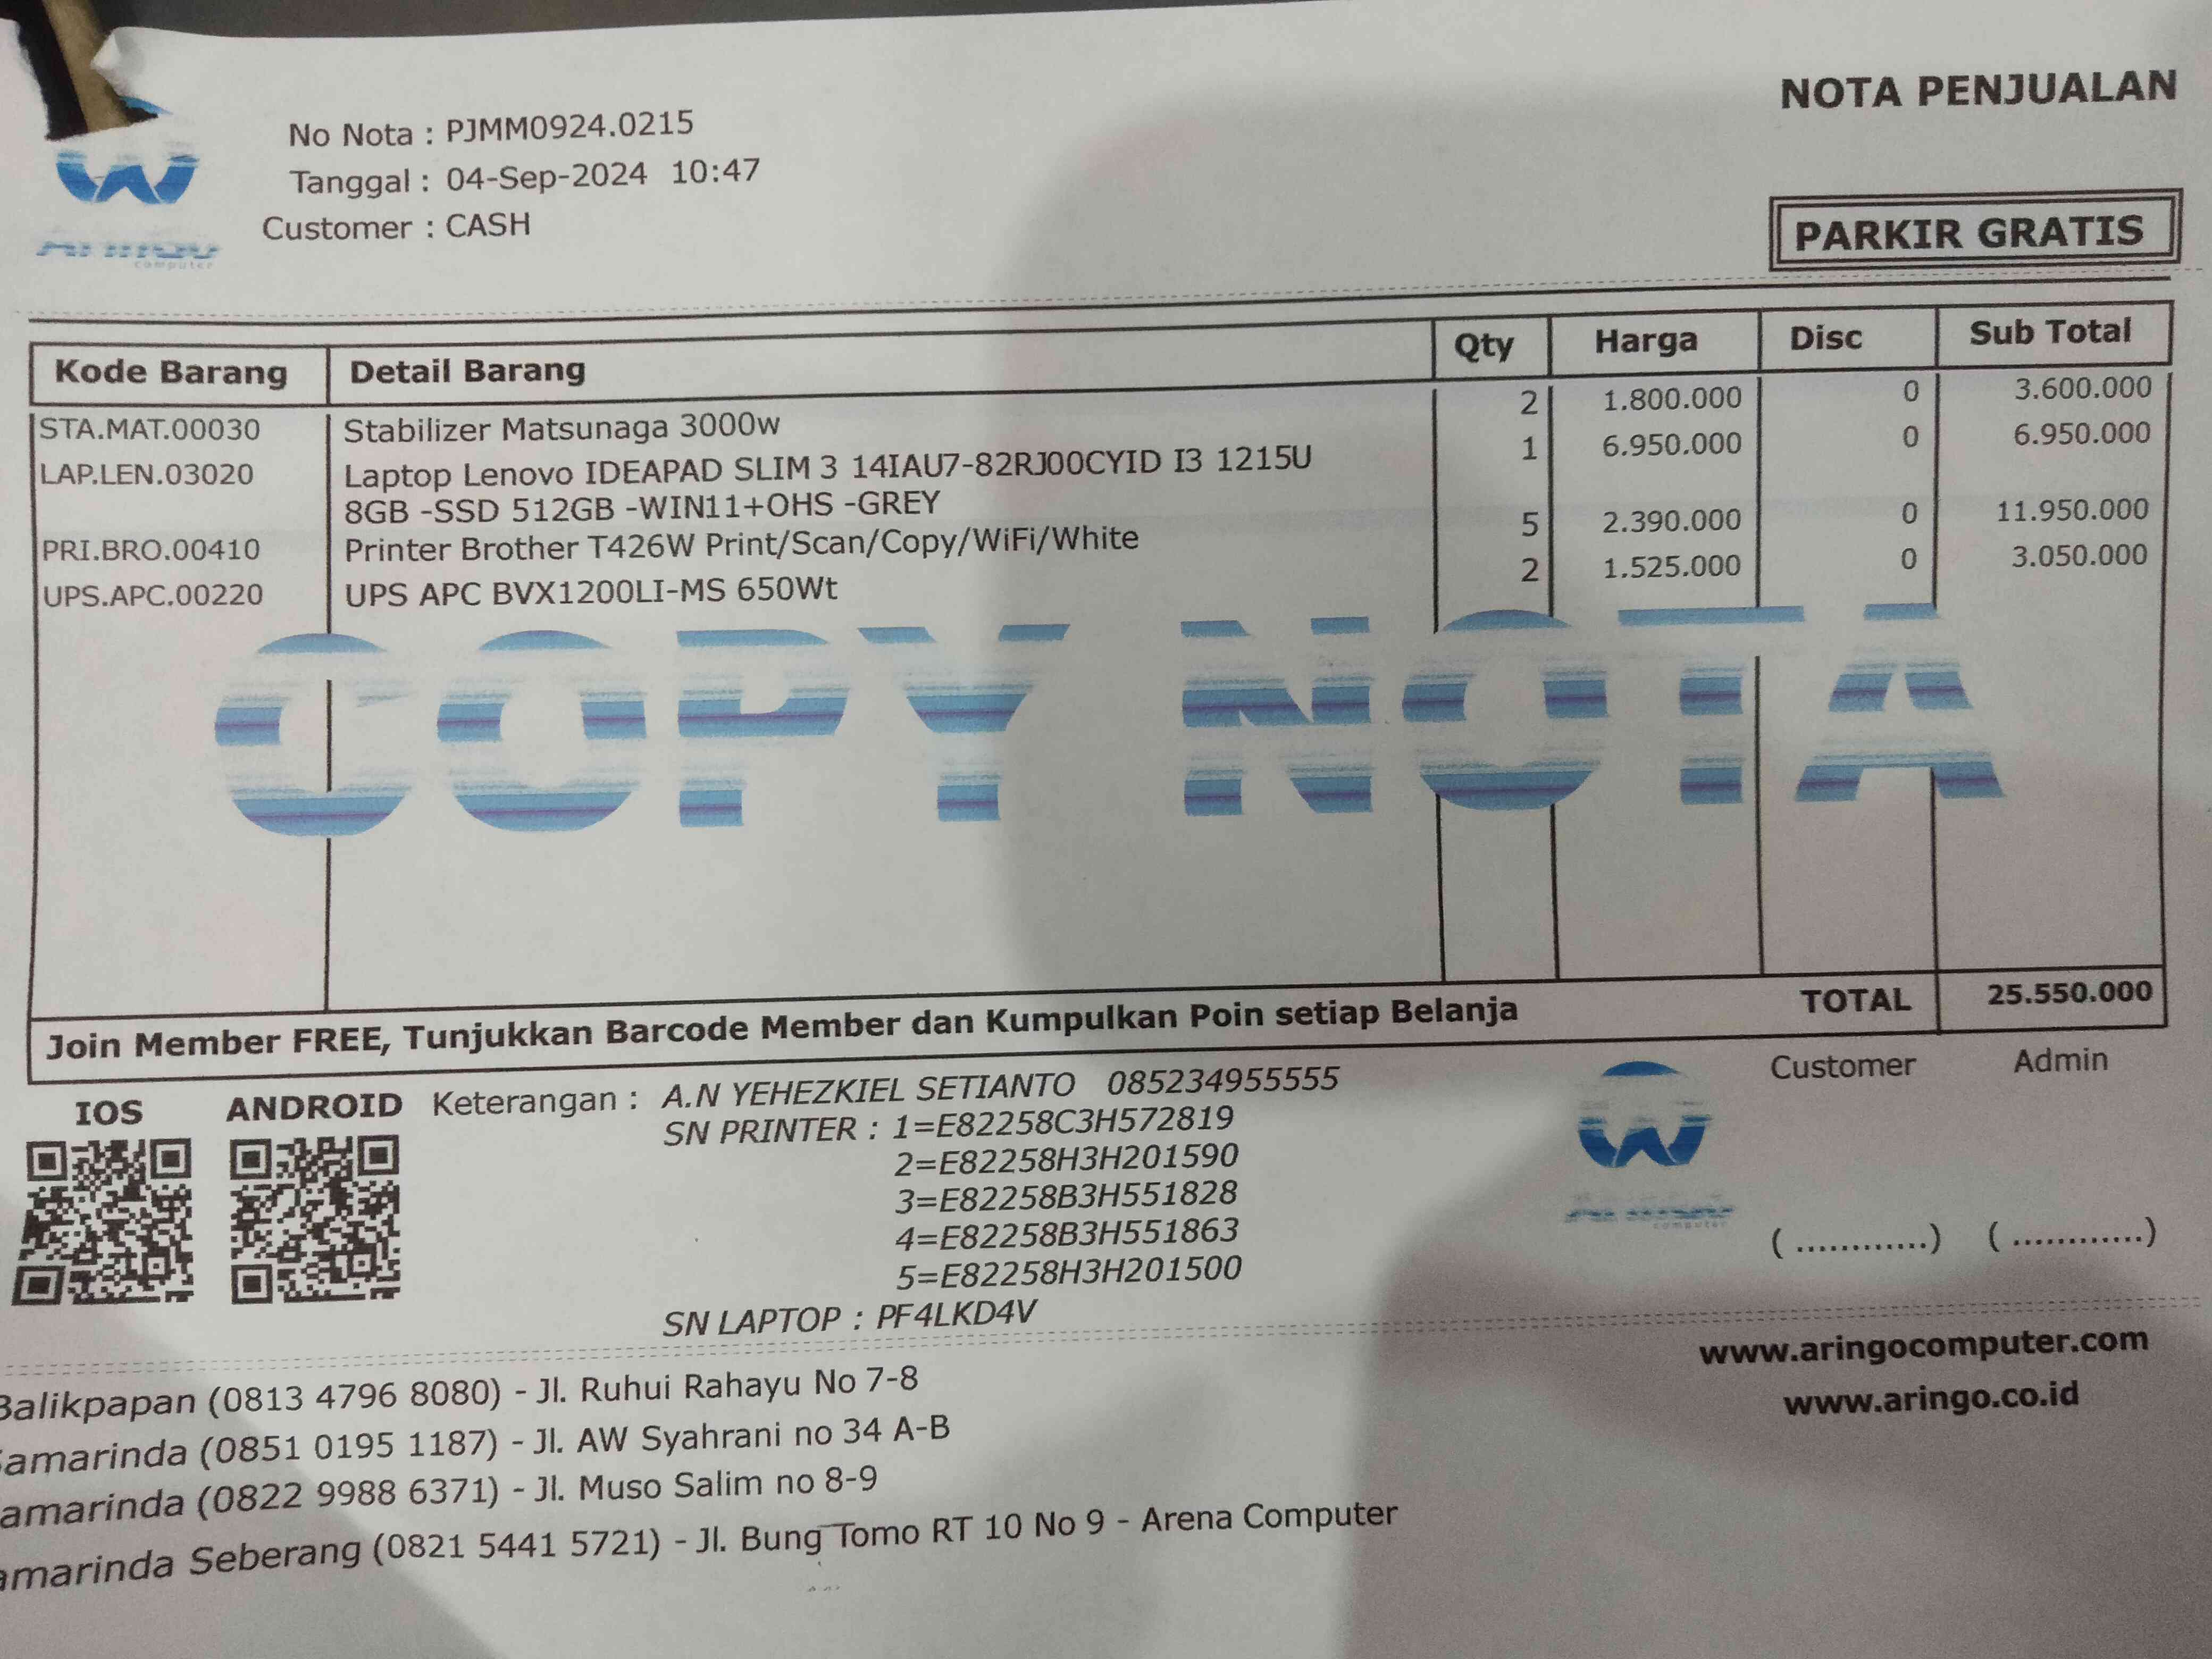 NOTA PENJUALAN
No Nota : PJMM0924.0215
Tanggal : 04-Sep-2024 10:47
Customer : CASH
PARKIR GRATIS
computer
Kode Barang Detail Barang Qty Harga Disc Sub Total
STA.MAT.00030 Stabilizer Matsunaga 3000w 2 1.800.000 0 3.600.000
LAP.LEN.03020 Laptop Lenovo IDEAPAD SLIM 3 14IAU7-82RJ00CYID I3 1215U 1 6.950.000 0 6.950.000
8GB -SSD 512GB -WIN11+OHS -GREY
PRI.BRO.00410 Printer Brother T426W Print/Scan/Copy/WiFi/White 5 2.390.000 0 11.950.000
UPS.APC.00220 UPS APC BVX1200LI-MS 650Wt 2 1.525.000 0 3.050.000
COPY NOTA
Join Member FREE, Tunjukkan Barcode Member dan Kumpulkan Poin setiap Belanja TOTAL 25.550.000
IOS ANDROID Keterangan : A.N YEHEZKIEL SETIANTO 085234955555 Customer Admin
SN PRINTER : 1=E82258C3H572819
2=E82258H3H201590
3=E82258B3H551828
4=E82258B3H551863
5=E82258H3H201500
computer
( ............) ( ............)
SN LAPTOP : PF4LKD4V
www.aringocomputer.com
www.aringo.co.id
Balikpapan (0813 4796 8080) - Jl. Ruhui Rahayu No 7-8
amarinda (0851 0195 1187) - Jl. AW Syahrani no 34 A-B
amarinda (0822 9988 6371) - Jl. Muso Salim no 8-9
amarinda Seberang (0821 5441 5721) - Jl. Bung Tomo RT 10 No 9 - Arena Computer